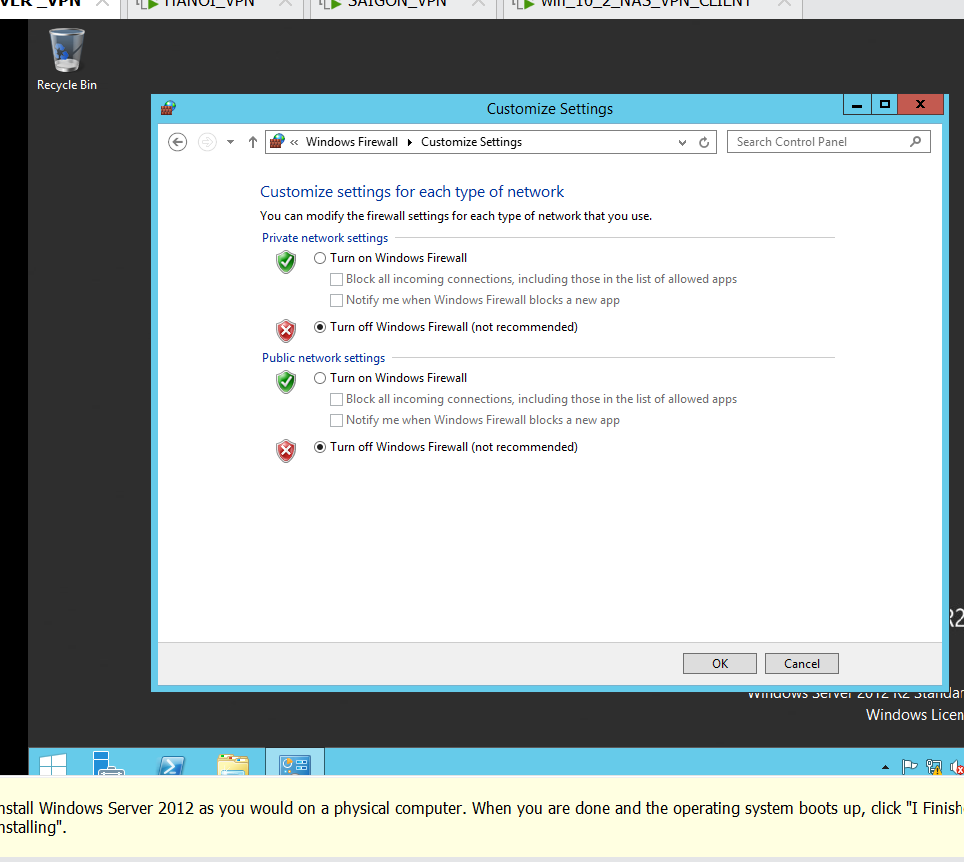 VER _VPN
HANOI_VPN
SAIGON_VPN
win_10_2_NAS_VPN_CLIENT
Recycle Bin
Customize Settings
« Windows Firewall Customize Settings
Search Control Panel
Customize settings for each type of network
You can modify the firewall settings for each type of network that you use.
Private network settings
Turn on Windows Firewall
Block all incoming connections, including those in the list of allowed apps
Notify me when Windows Firewall blocks a new app
Turn off Windows Firewall (not recommended)
Public network settings
Turn on Windows Firewall
Block all incoming connections, including those in the list of allowed apps
Notify me when Windows Firewall blocks a new app
Turn off Windows Firewall (not recommended)
R2
OK
Cancel
Windows Server 2012 R2 Standar
Windows Licen
nstall Windows Server 2012 as you would on a physical computer. When you are done and the operating system boots up, click "I Finish
nstalling".